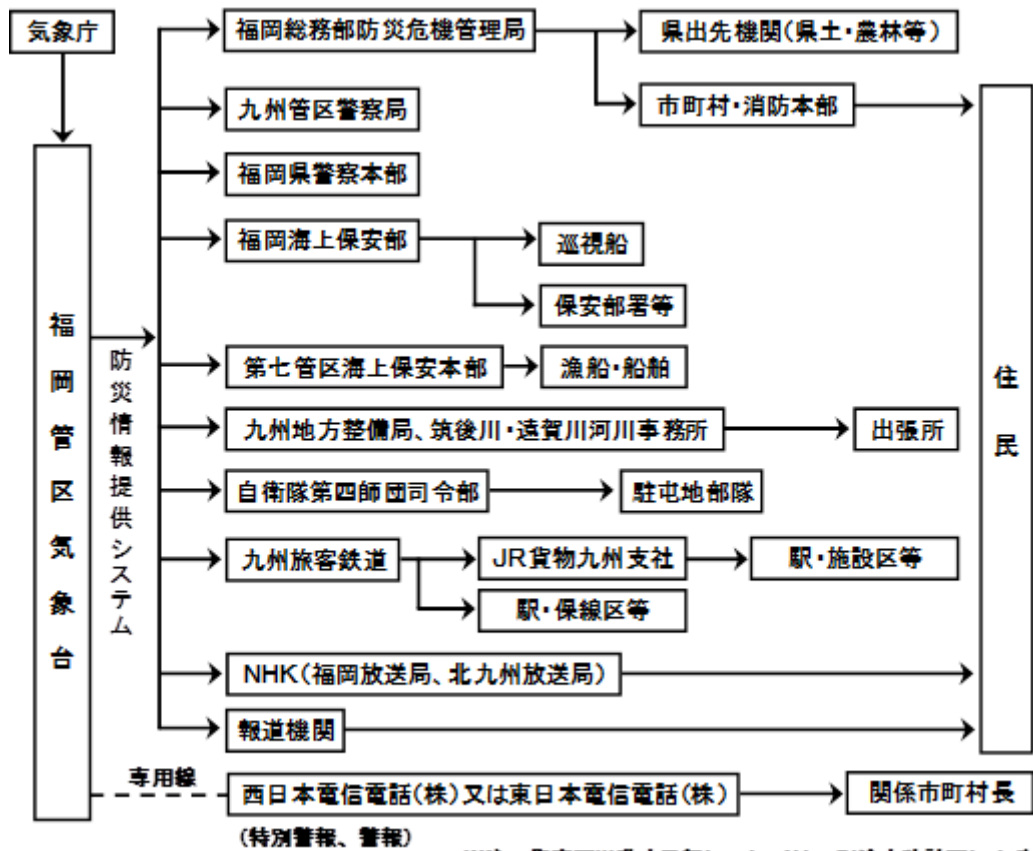 気象庁
福岡総務部防災危機管理局
県出先機関(県土・農林等)
市町村・消防本部
九州管区警察局
福岡県警察本部
福岡海上保安部
巡視船
保安部署等
福岡管区気象台
防災情報提供システム
第七管区海上保安本部
漁船・船舶
住民
九州地方整備局、筑後川・遠賀川河川事務所
出張所
自衛隊第四師団司令部
駐屯地部隊
九州旅客鉄道
JR貨物九州支社
駅・施設区等
駅・保線区等
NHK(福岡放送局、北九州放送局)
報道機関
専用線
西日本電信電話(株)又は東日本電信電話(株)
関係市町村長
(特別警報、警報)